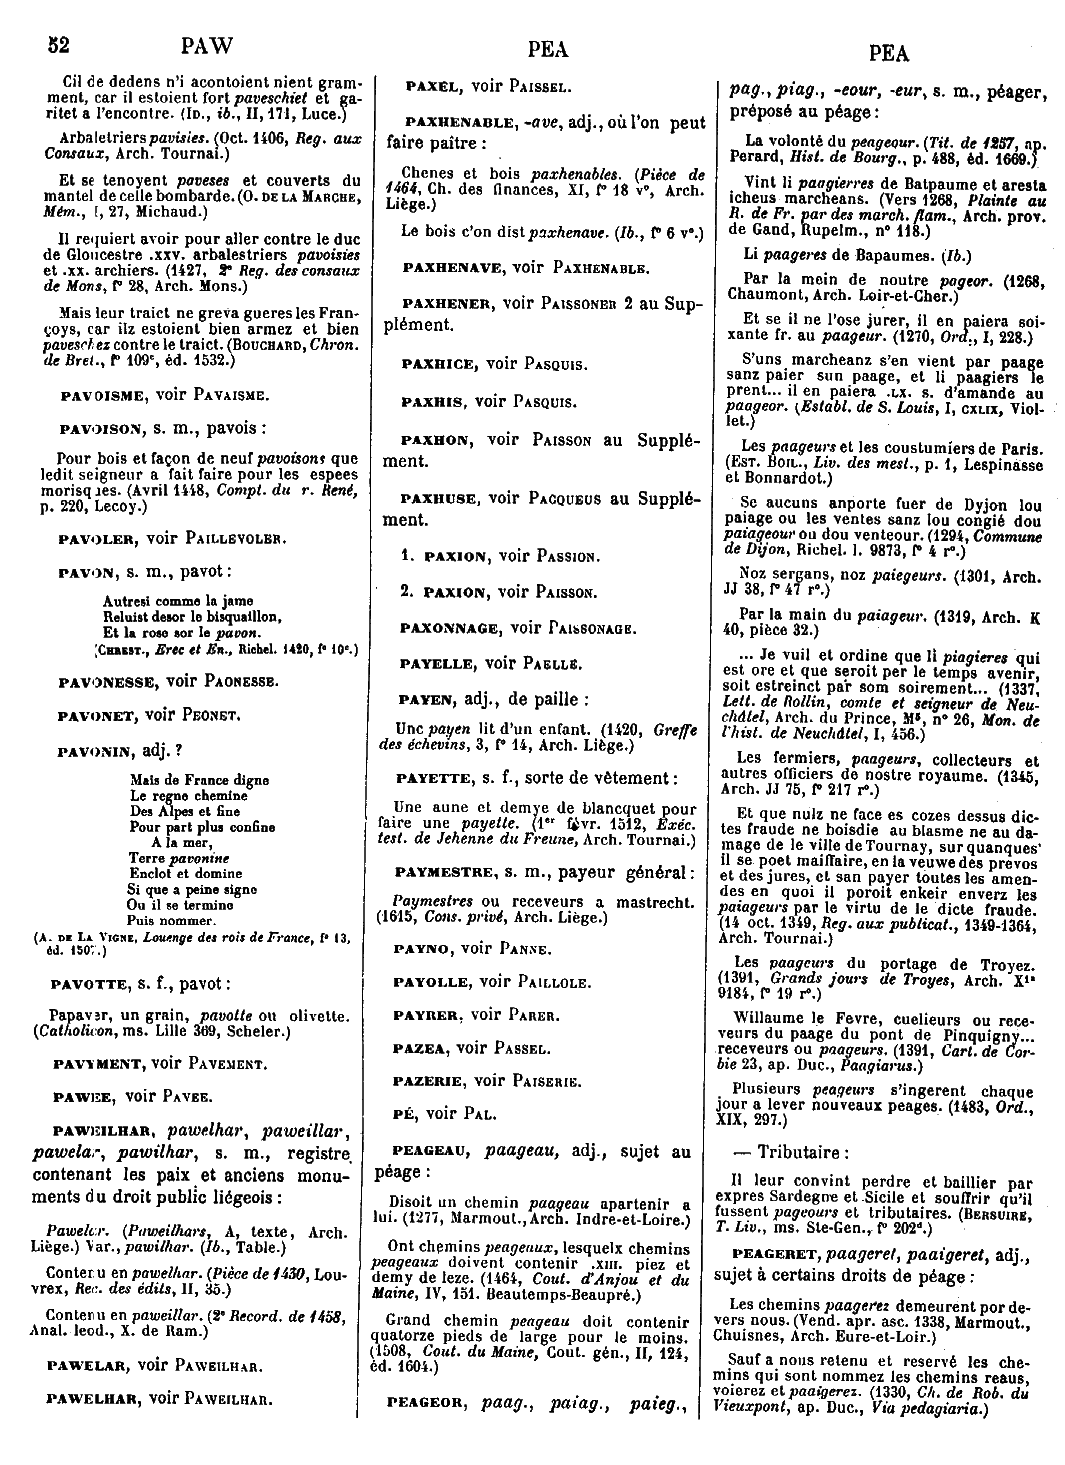 52 PAW PEA PEA
Cil de dedens n'i acontoient nient gram-
ment, car il estoient fort paveschiet et ga-
ritet a l'encontre. (ID., ib., II, 171, Luce.)
Arbaletriers pavisies. (Oct. 1406, Reg. aux
Consaux, Arch. Tournai.)
Et se tenoyent paveses et couverts du
mantel de celle bombarde. (O. DE LA MARCHE,
Mém., I, 27, Michaud.)
Il requiert avoir pour aller contre le duc
de Gloucestre .xxv. arbalestriers pavoisies
et .xx. archiers. (1427, 2e Reg. des consaux
de Mons, f° 28, Arch. Mons.)
Mais leur traict ne greva gueres les Fran-
çoys, car ilz estoient bien armez et bien
paveschez contre le traict. (BOUCHARD, Chron.
de Bret., f° 109c, éd. 1532.)
PAVOISME, voir PAVAISME.
PAVOISON, s. m., pavois :
Pour bois et façon de neuf pavoisons que
ledit seigneur a fait faire pour les espees
morisques. (Avril 1448, Compt. du r. René,
p. 220, Lecoy.)
PAVOLER, voir PAILLEVOLER.
PAVON, s. m., pavot :
Autresi comme la jame
Reluist desor le bisquaillon,
Et la rose sor le pavon.
(CHREST., Erec et En., Richel. 1420, f° 10c.)
PAVONESSE, voir PAONESSE.
PAVONET, voir PEONET.
PAVONIN, adj. ?
Mais de France digne
Le regne chemine
Des Alpes et fine
Pour part plus confine
A la mer,
Terre pavonine
Enclot et domine
Si que a peine signe
Ou il se termine
Puis nommer.
(A. DE LA VIGNE, Louenge des rois de France, f° 13,
éd. 1507.)
PAVOTTE, s. f., pavot :
Papaver, un grain, pavotte ou olivette.
(Catholicon, ms. Lille 369, Scheler.)
PAVYMENT, voir PAVEMENT.
PAWEE, voir PAVEE.
PAWEILHAR, pawelhar, paweillar,
pawelar, pawilhar, s. m., registre
contenant les paix et anciens monu-
ments du droit public liégeois :
Pawelar. (Paweilhars, A, texte, Arch.
Liège.) Var., pawilhar. (Ib., Table.)
Contenu en pawelhar. (Pièce de 1430, Lou-
vrex, Rec. des édits, II, 35.)
Contenu en paweillar. (2e Record. de 1458,
Anal. leod., X. de Ram.)
PAWELAR, voir PAWEILHAR.
PAWELHAR, voir PAWEILHAR.
PAXEL, voir PAISSEL.
PAXHENABLE, -ave, adj., où l'on peut
faire paître :
Chenes et bois paxhenables. (Pièce de
1464, Ch. des finances, XI, f° 18 v°, Arch.
Liège.)
Le bois c'on dist paxhenave. (Ib., f° 6 v°.)
PAXHENAVE, voir PAXHENABLE.
PAXHENER, voir PAISSONER 2 au Sup-
plément.
PAXHICE, voir PASQUIS.
PAXHIS, voir PASQUIS.
PAXHON, voir PAISSON au Supplé-
ment.
PAXHUSE, voir PACQUEUS au Supplé-
ment.
1. PAXION, voir PASSION.
2. PAXION, voir PAISSON.
PAXONNAGE, voir PAISSONAGE.
PAYELLE, voir PAELLE.
PAYEN, adj., de paille :
Unc payen lit d'un enfant. (1420, Greffe
des échevins, 3, f° 14, Arch. Liège.)
PAYETTE, s. f., sorte de vêtement :
Une aune et demye de blancquet pour
faire une payette. (1er févr. 1512, Exéc.
test. de Jehenne du Freune, Arch. Tournai.)
PAYMESTRE, s. m., payeur général :
Paymestres ou receveurs a mastrecht.
(1615, Cons. privé, Arch. Liège.)
PAYNO, voir PANNE.
PAYOLLE, voir PAILLOLE.
PAYRER, voir PARER.
PAZEA, voir PASSEL.
PAZERIE, voir PAISERIE.
PÉ, voir PAL.
PEAGEAU, paageau, adj., sujet au
péage :
Disoit un chemin paageau apartenir a
lui. (1277, Marmout., Arch. Indre-et-Loire.)
Ont chemins peageaux, lesquelx chemins
peageaux doivent contenir .XIII. piez et
demy de leze. (1464, Cout. d'Anjou et du
Maine, IV, 151. Beautemps-Beaupré.)
Grand chemin peageau doit contenir
quatorze pieds de large pour le moins.
(1508, Cout. du Maine, Cout. gén., II, 124,
éd. 1604.)
PEAGEOR, paag., paiag., paieg.,
pag., piag., -eour, -eur, s. m., péager,
préposé au péage :
La volonté du peageour. (Tit. de 1257, ap.
Perard, Hist. de Bourg., p. 488, éd. 1669.)
Vint li paagierres de Batpaume et aresta
icheus marcheans. (Vers 1268, Plainte au
R. de Fr. par des march. flam., Arch. prov.
de Gand, Rupelm., n° 118.)
Li paageres de Bapaumes. (Ib.)
Par la mein de noutre pageor. (1268,
Chaumont, Arch. Loir-et-Cher.)
Et se il ne l'ose jurer, il en paiera soi-
xante fr. au paageur. (1270, Ord., I, 228.)
S'uns marcheanz s'en vient par paage
sanz paier sun paage, et li paagiers le
prent... il en paiera .LX. s. d'amande au
paageor. (Establ. de S. Louis, I, CXLIX, Viol-
let.)
Les paageurs et les coustumiers de Paris.
(EST. BOIL., Liv. des mest., p. 1, Lespinasse
et Bonnardot.)
Se aucuns anporte fuer de Dyjon lou
paiage ou les ventes sanz lou congié dou
paiageour ou dou venteour. (1294, Commune
de Dijon, Richel. l. 9873, f° 4 r°.)
Noz sergans, noz paiegeurs. (1301, Arch.
JJ 38, f° 47 r°.)
Par la main du paiageur. (1319, Arch. K
40, pièce 32.)
... Je vuil et ordine que li piagieres qui
est ore et que seroit per le temps avenir,
soit estreinct par som soirement... (1337,
Lett. de Rollin, comte et seigneur de Neu-
châtel, Arch. du Prince, M5, n° 26, Mon. de
l'hist. de Neuchâtel, I, 456.)
Les fermiers, paageurs, collecteurs et
autres officiers de nostre royaume. (1345,
Arch. JJ 75, f° 217 r°.)
Et que nulz ne face es cozes dessus dic-
tes fraude ne boisdie au blasme ne au da-
mage de le ville de Tournay, sur quanques
il se poet maiffaire, en la veuwe des prevos
et des jures, et san payer toutes les amen-
des en quoi il poroit enkeir enverz les
paiageurs par le virtu de le dicte fraude.
(14 oct. 1349, Reg. aux publicat., 1349-1364,
Arch. Tournai.)
Les paageurs du portage de Troyez.
(1391, Grands jours de Troyes, Arch. X1a
9184, f° 19 r°.)
Willaume le Fevre, cuelieurs ou rece-
veurs du paage du pont de Pinquigny...
receveurs ou paageurs. (1391, Cart. de Cor-
bie 23, ap. Duc., Paagiarus.)
Plusieurs peageurs s'ingerent chaque
jour a lever nouveaux peages. (1483, Ord.,
XIX, 297.)
— Tributaire :
Il leur convint perdre et baillier par
expres Sardegne et Sicile et souffrir qu'il
fussent pageours et tributaires. (BERSUIRE,
T. Liv., ms. Ste-Gen., f° 202d.)
PEAGERET, paageret, paaigeret, adj.,
sujet à certains droits de péage :
Les chemins paagerez demeurent por de-
vers nous. (Vend. apr. asc. 1338, Marmout.,
Chuisnes, Arch. Eure-et-Loir.)
Sauf a nous retenu et reservé les che-
mins qui sont nommez les chemins reaus,
voierez et paaigerez. (1330, Ch. de Rob. du
Vieuxpont, ap. Duc., Via pedagiaria.)